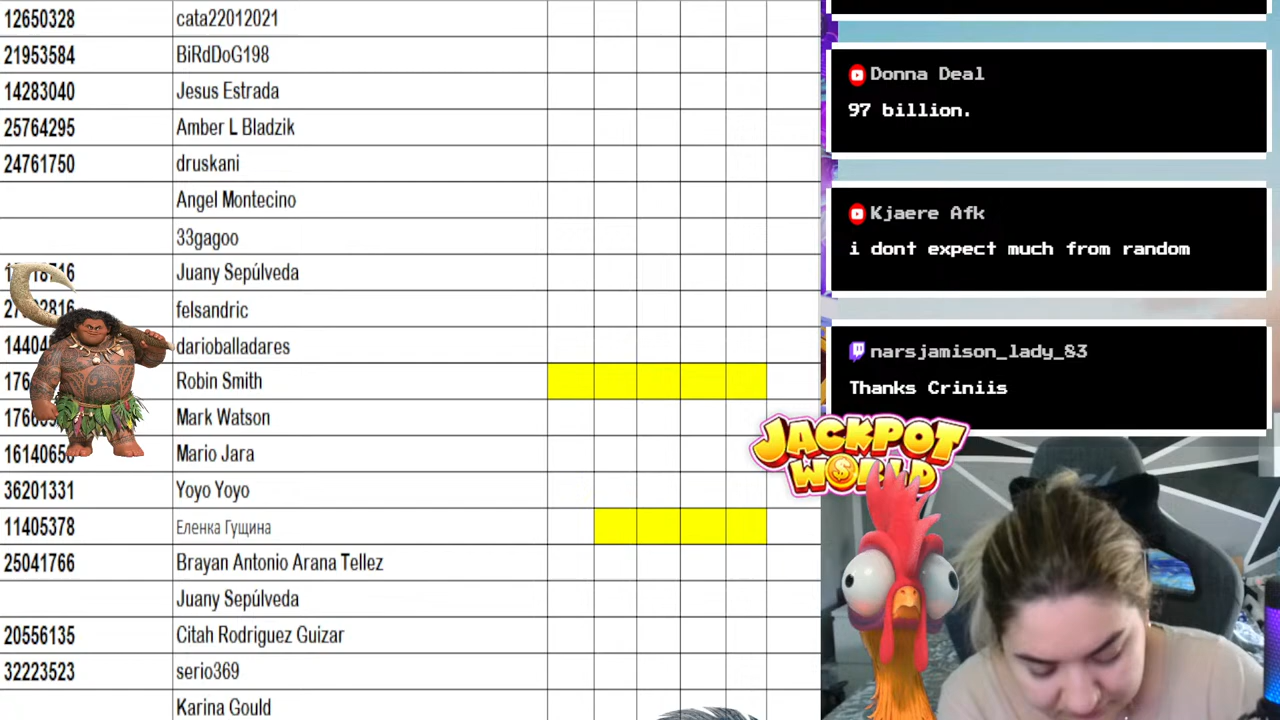 12650328 cata22012021
21953584 BiRdDoG198
14283040 Jesus Estrada
25764295 Amber L Bladzik
24761750 druskani
Angel Montecino
33gagoo
Juany Sepúlveda
felsandric
darioballadares
Robin Smith
Mark Watson
16140656 Mario Jara
36201331 Yoyo Yoyo
11405378 Еленка Гущина
25041766 Brayan Antonio Arana Tellez
Juany Sepúlveda
20556135 Citah Rodriguez Guizar
32223523 serio369
Karina Gould
Donna Deal
97 billion.
Kjaere Afk
i dont expect much from random
narsjamison_lady_83
Thanks Criniis
JACKPOT
WORLD